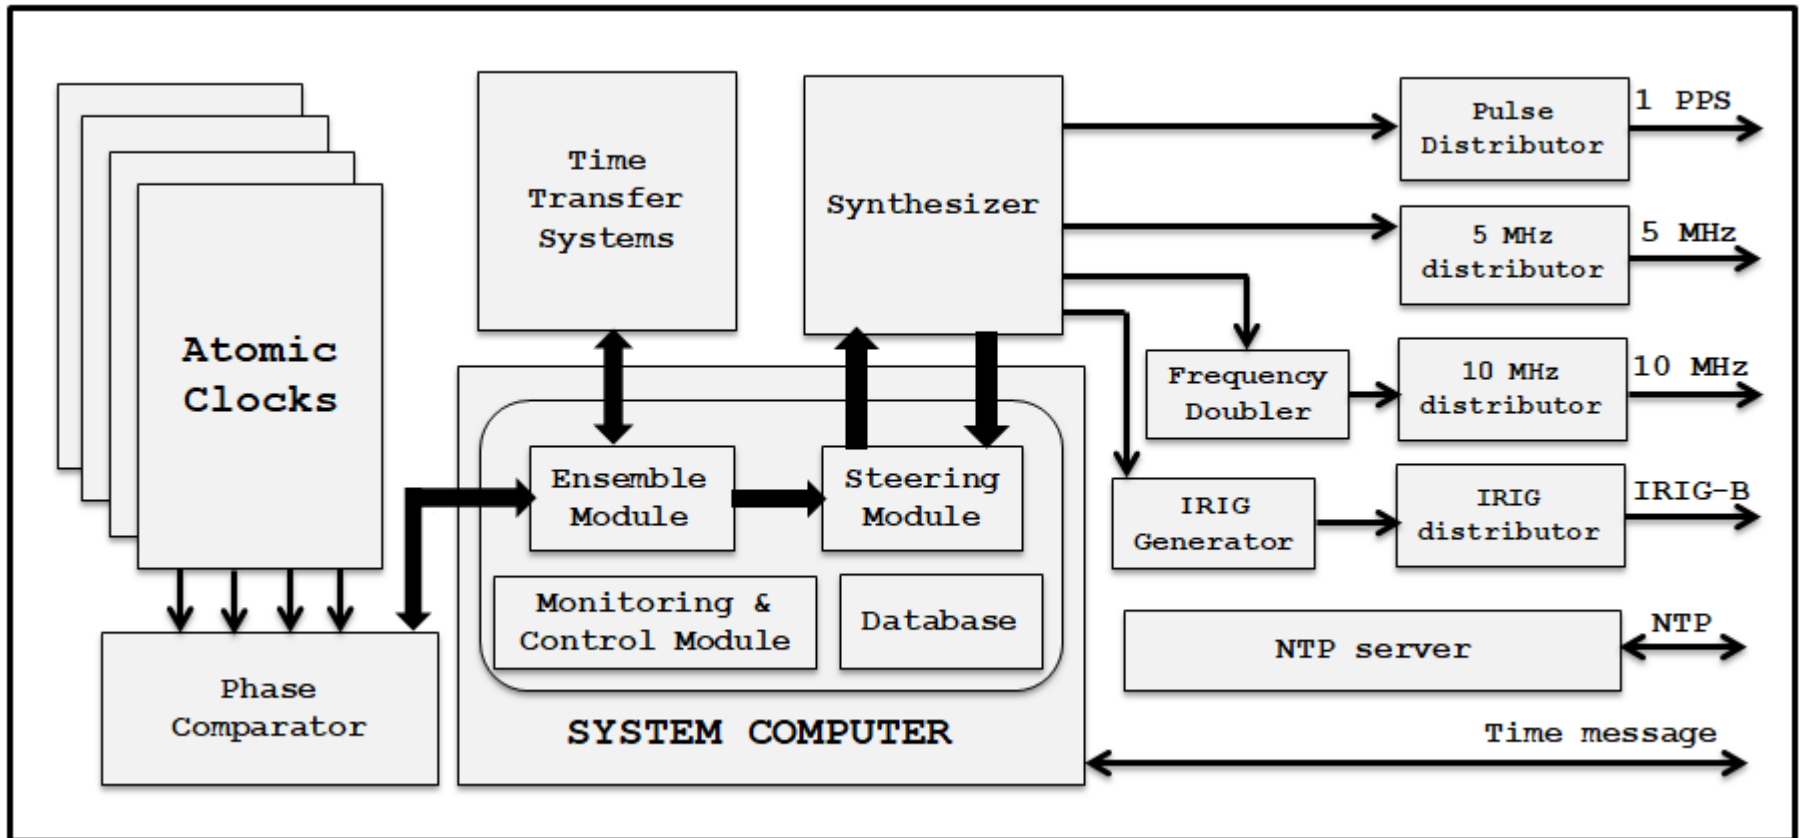 Atomic
Clocks
Phase
Comparator
Time
Transfer
Systems
Synthesizer
Ensemble
Module
Steering
Module
Monitoring &
Control Module
Database
SYSTEM COMPUTER
Pulse
Distributor
1 PPS
5 MHz
distributor
5 MHz
Frequency
Doubler
10 MHz
distributor
10 MHz
IRIG
Generator
IRIG
distributor
IRIG-B
NTP server
NTP
Time message